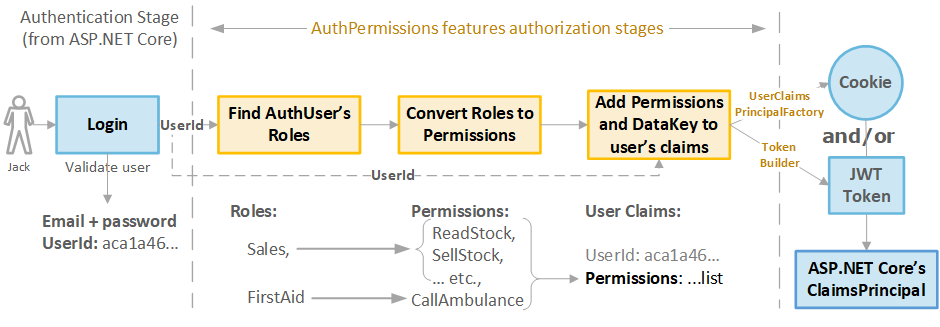 Authentication Stage
(from ASP.NET Core)
AuthPermissions features authorization stages
Jack
Login
Validate user
UserId
Find AuthUser's
Roles
Convert Roles to
Permissions
Add Permissions
and DataKey to
user's claims
UserId
UserClaims
PrincipalFactory
Token
Builder
Cookie
and/or
JWT
Token
ASP.NET Core's
ClaimsPrincipal
Email + password
UserId: aca1a46...
Roles:
Sales,
FirstAid
Permissions:
ReadStock,
SellStock,
... etc.,
CallAmbulance
User Claims:
UserId: aca1a46...
Permissions: ...list